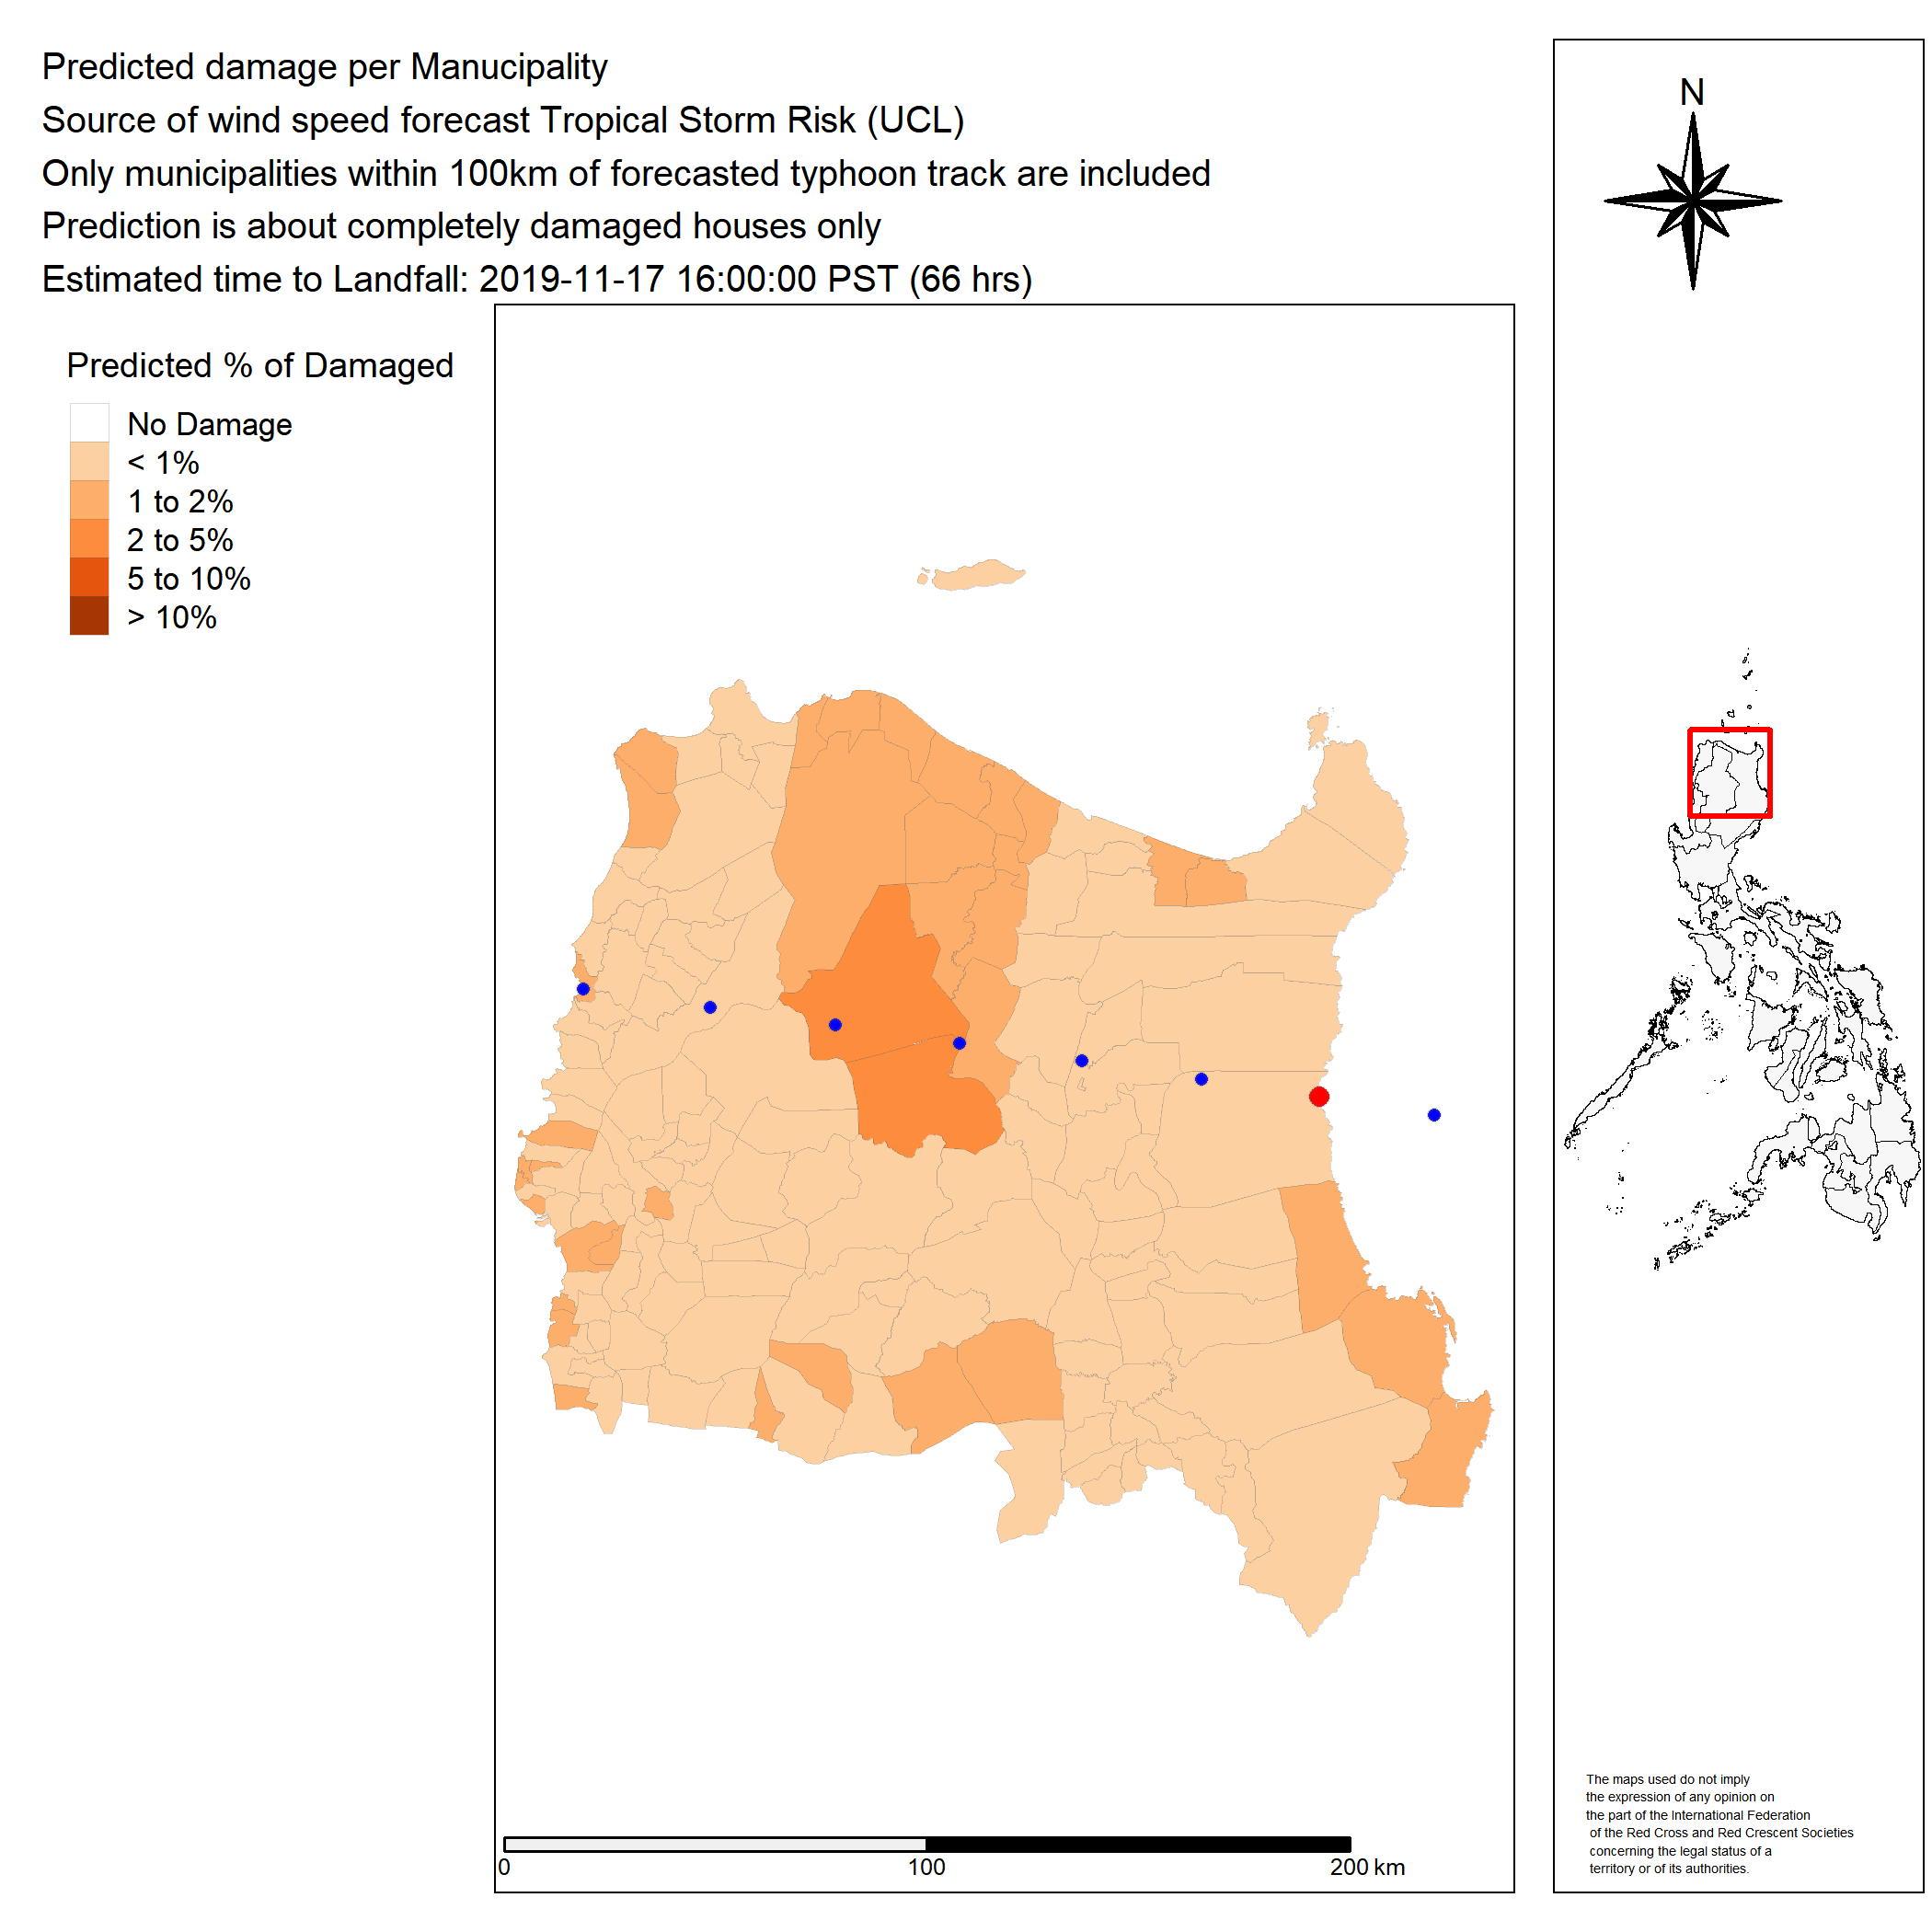 Predicted damage per Manucipality
Source of wind speed forecast Tropical Storm Risk (UCL)
Only municipalities within 100km of forecasted typhoon track are included
Prediction is about completely damaged houses only
Estimated time to Landfall: 2019-11-17 16:00:00 PST (66 hrs)
Predicted % of Damaged
No Damage
< 1%
1 to 2%
2 to 5%
5 to 10%
> 10%
0 100 200 km
N
The maps used do not imply
the expression of any opinion on
the part of the International Federation
of the Red Cross and Red Crescent Societies
concerning the legal status of a
territory or of its authorities.